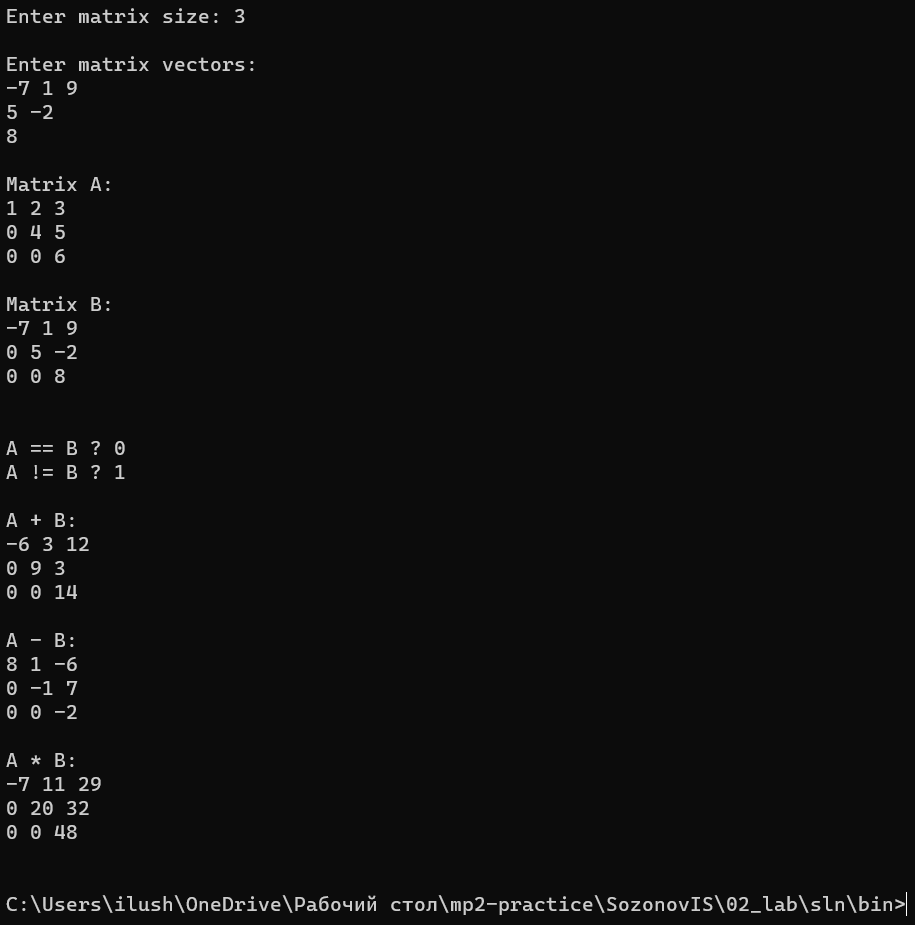 Enter matrix size: 3
Enter matrix vectors:
-7 1 9
5 -2
8
Matrix A:
1 2 3
0 4 5
0 0 6
Matrix B:
-7 1 9
0 5 -2
0 0 8
A == B ? 0
A != B ? 1
A + B:
-6 3 12
0 9 3
0 0 14
A - B:
8 1 -6
0 -1 7
0 0 -2
A * B:
-7 11 29
0 20 32
0 0 48
C:\Users\ilush\OneDrive\Рабочий стол\mp2-practice\SozonovIS\02_lab\sln\bin>